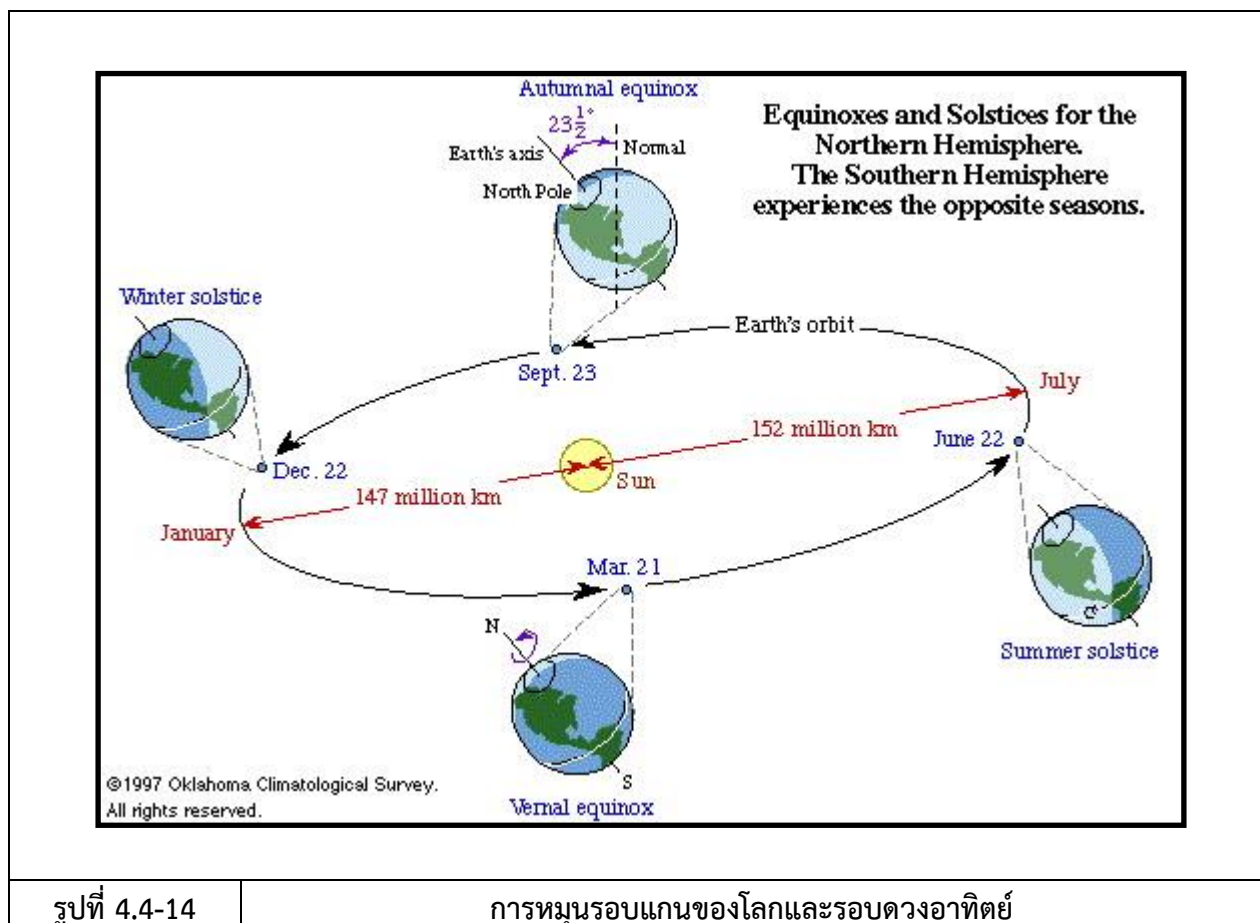 Autumnal equinox
23½°
Earth's axis
Normal
North Pole
Equinoxes and Solstices for the
Northern Hemisphere.
The Southern Hemisphere
experiences the opposite seasons.
Winter solstice
Earth's orbit
Sept. 23
July
152 million km
June 22
Dec. 22
Sun
147 million km
January
Mar. 21
N
Summer solstice
S
©1997 Oklahoma Climatological Survey.
All rights reserved.
Vernal equinox
รูปที่ 4.4-14
การหมุนรอบแกนของโลกและรอบดวงอาทิตย์